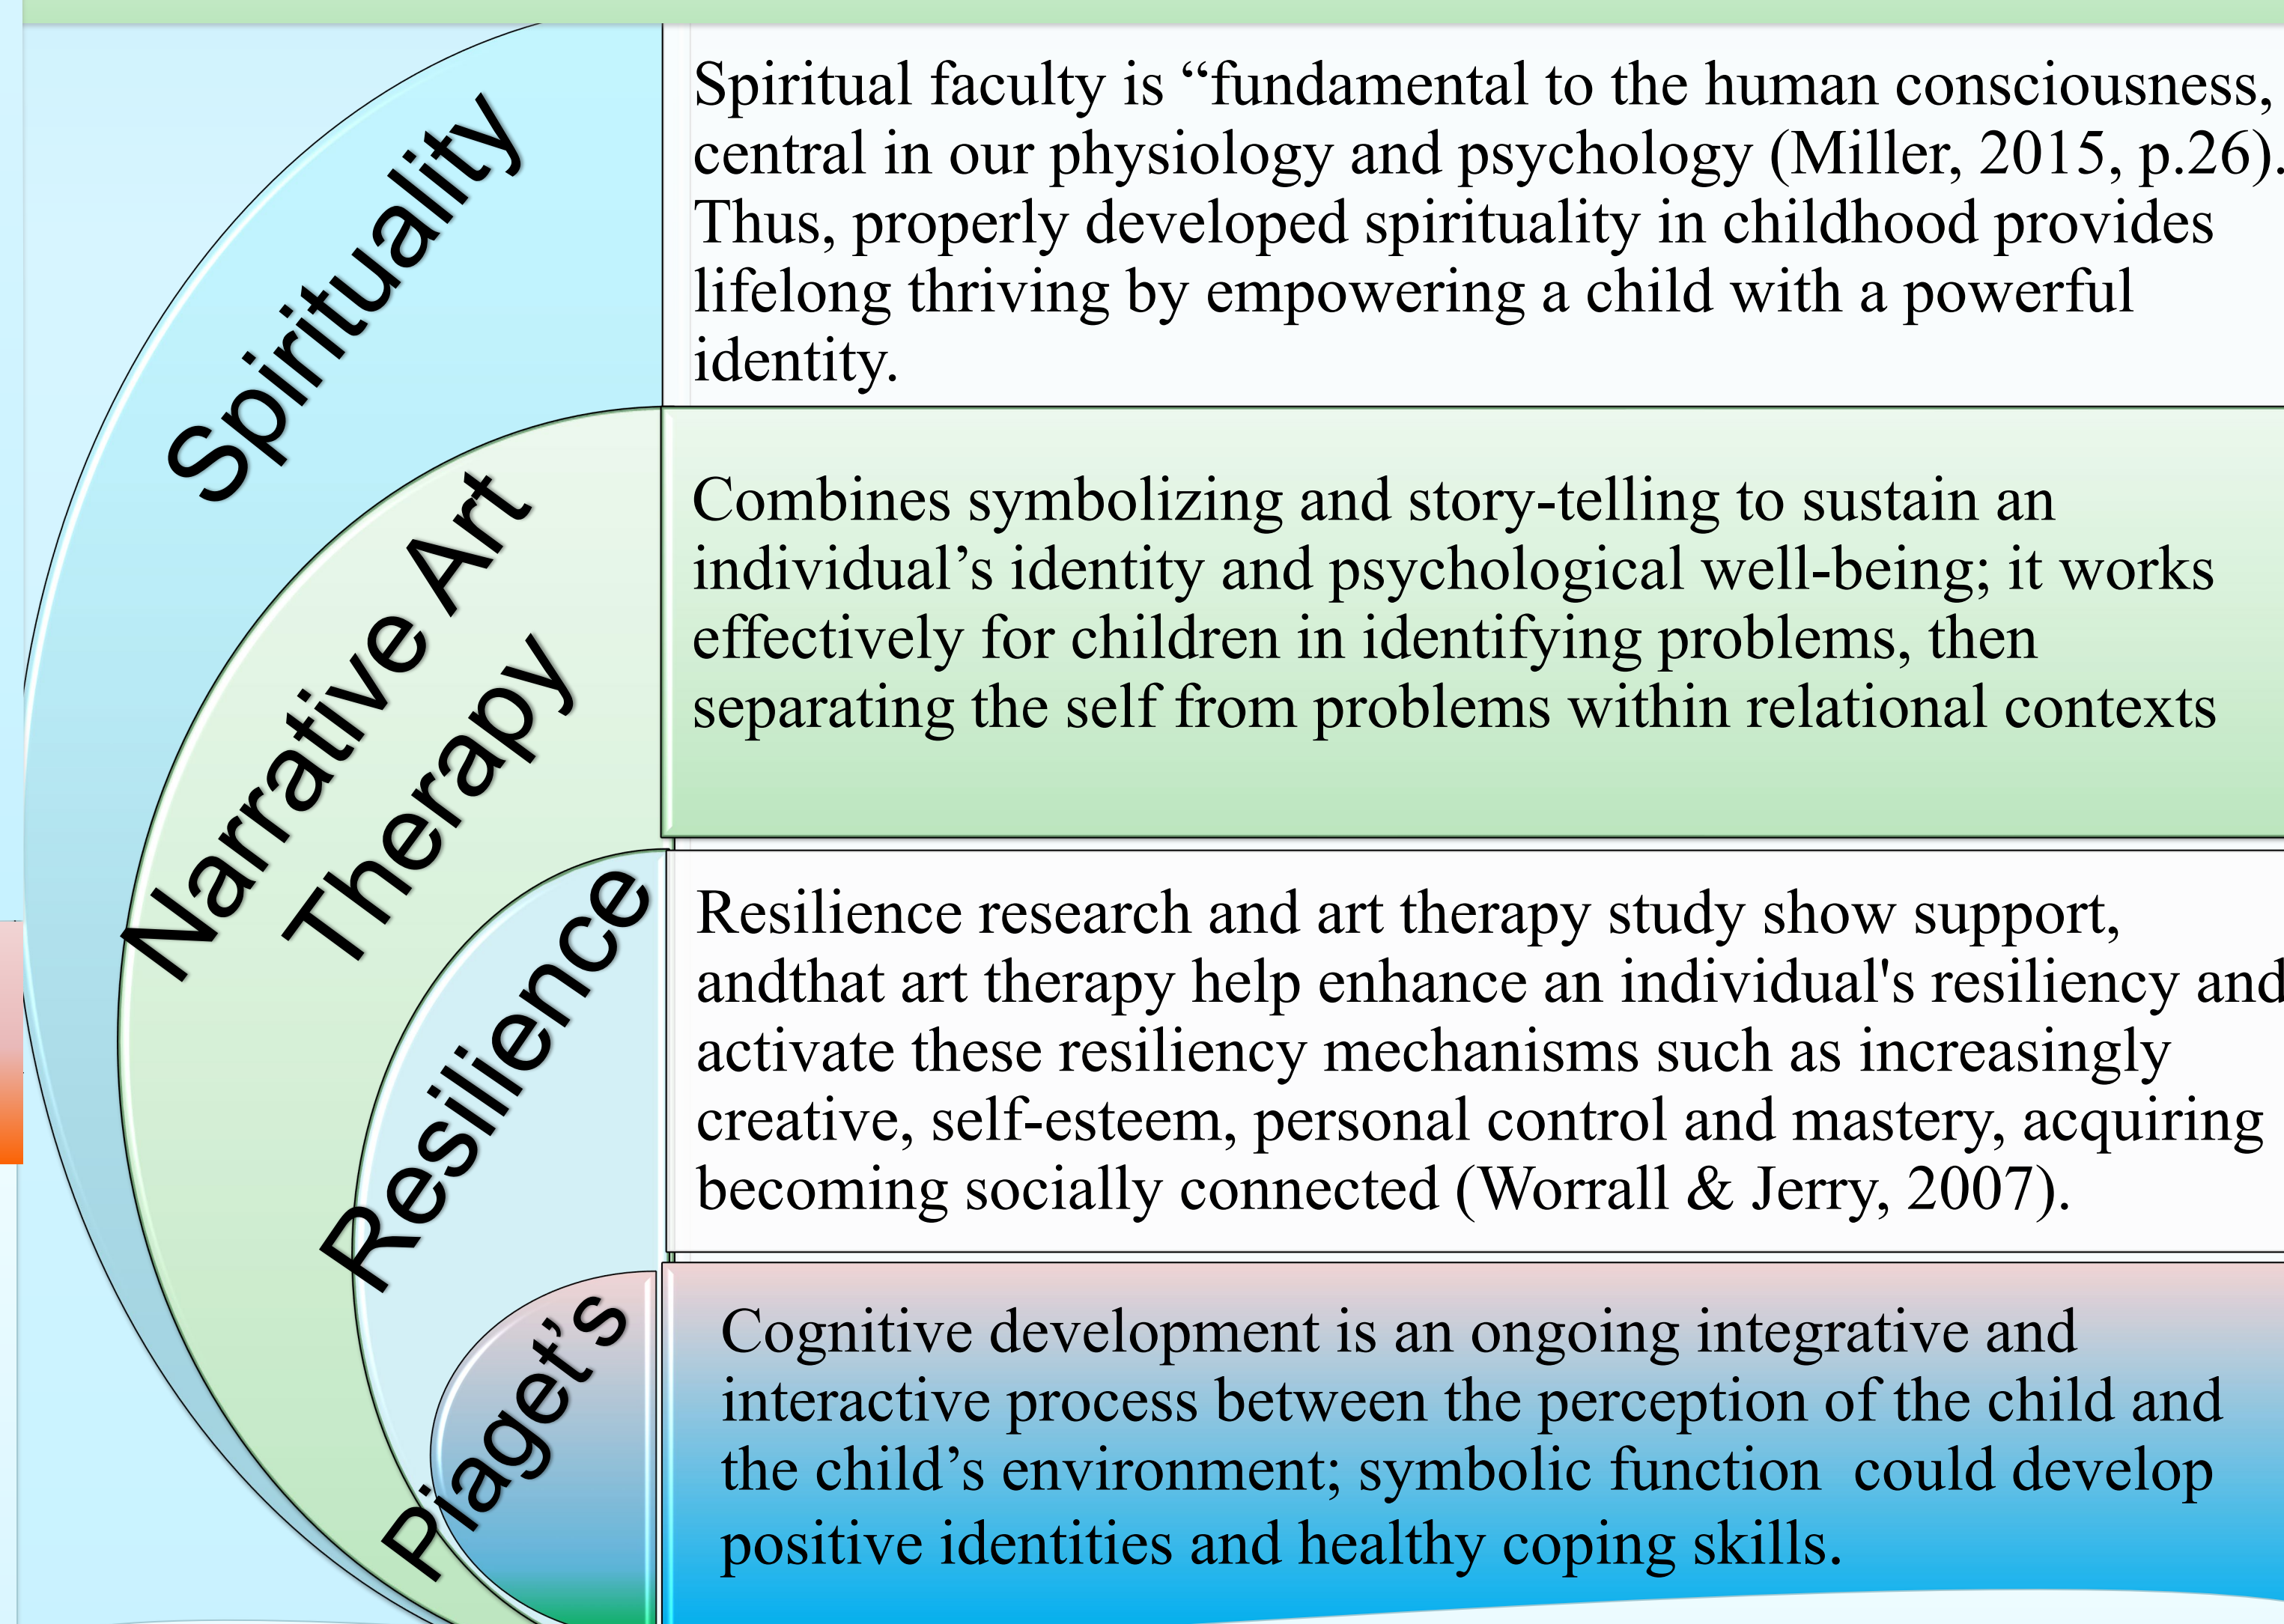 Spirituality
Spiritual faculty is “fundamental to the human consciousness,
central in our physiology and psychology (Miller, 2015, p.26).
Thus, properly developed spirituality in childhood provides
lifelong thriving by empowering a child with a powerful
identity.
Narrative Art
Therapy
Combines symbolizing and story-telling to sustain an
individual’s identity and psychological well-being; it works
effectively for children in identifying problems, then
separating the self from problems within relational contexts
Resilience
Resilience research and art therapy study show support,
andthat art therapy help enhance an individual's resiliency and
activate these resiliency mechanisms such as increasingly
creative, self-esteem, personal control and mastery, acquiring
becoming socially connected (Worrall & Jerry, 2007).
Piaget’s
Cognitive development is an ongoing integrative and
interactive process between the perception of the child and
the child’s environment; symbolic function  could develop
positive identities and healthy coping skills.